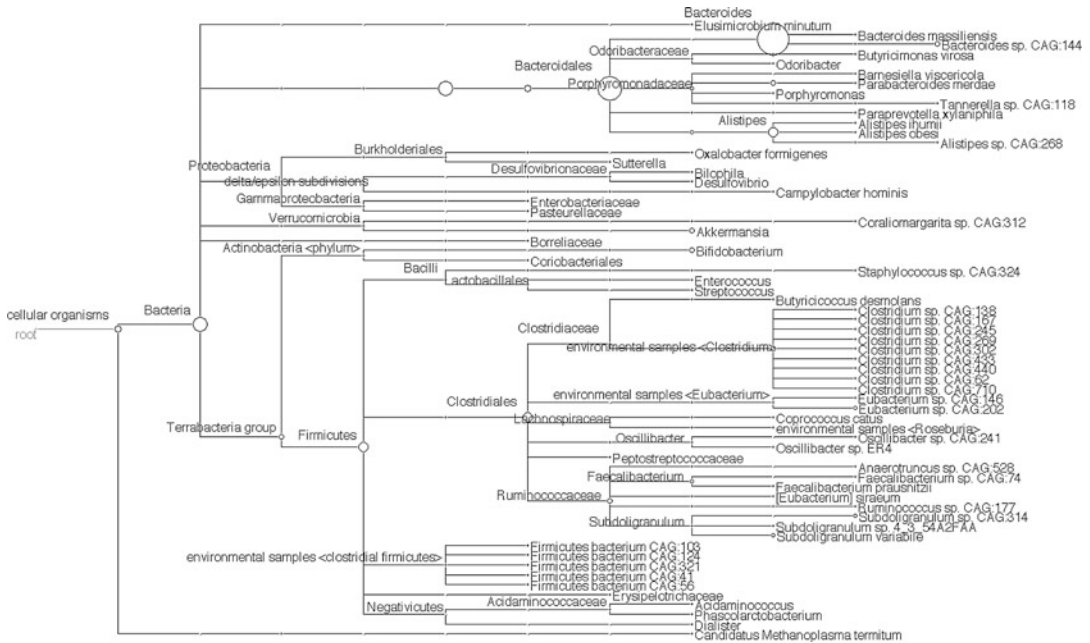 Bacteroides
Elusimicrobium minutum
Bacteroides massiliensis
Bacteroides sp. CAG:144
Odoribacteraceae
Butyricimonas virosa
Bacteroidales
Odoribacter
Barnesiella viscericola
Porphyromonadaceae
Parabacteroides merdae
Porphyromonas
Tannerella sp. CAG:118
Paraprevotella xylaniphila
Alistipes
Alistipes ihumii
Alistipes obesi
Alistipes sp. CAG:268
Burkholderiales
Oxalobacter formigenes
Proteobacteria
Sutterella
Desulfovibrionaceae
Bilophila
delta/epsilon subdivisions
Desulfovibrio
Campylobacter hominis
Gammaproteobacteria
Enterobacteriaceae
Pasteurellaceae
Verrucomicrobia
Coraliomargarita sp. CAG:312
Akkermansia
Borreliaceae
Actinobacteria <phylum>
Bifidobacterium
Coriobacteriales
Bacilli
Staphylococcus sp. CAG:324
Lactobacillales
Enterococcus
Streptococcus
Butyricicoccus desmolans
cellular organisms
Bacteria
Clostridium sp. CAG:138
Clostridium sp. CAG:167
root
Clostridiaceae
Clostridium sp. CAG:245
Clostridium sp. CAG:269
environmental samples <Clostridium>
Clostridium sp. CAG:302
Clostridium sp. CAG:433
Clostridium sp. CAG:440
Clostridium sp. CAG:62
Clostridium sp. CAG:710
environmental samples <Eubacterium>
Eubacterium sp. CAG:146
Clostridiales
Eubacterium sp. CAG:202
Lachnospiraceae
Coprococcus catus
Terrabacteria group
Firmicutes
environmental samples <Roseburia>
Oscillibacter
Oscillibacter sp. CAG:241
Oscillibacter sp. ER4
Peptostreptococcaceae
Anaerotruncus sp. CAG:528
Faecalibacterium
Faecalibacterium sp. CAG:74
Faecalibacterium prausnitzii
Ruminococcaceae
[Eubacterium] siraeum
Ruminococcus sp. CAG:177
Subdoligranulum sp. CAG:314
Subdoligranulum
Subdoligranulum sp. 4_3_54A2FAA
Subdoligranulum variabile
Firmicutes bacterium CAG:103
environmental samples <clostridial firmicutes>
Firmicutes bacterium CAG:124
Firmicutes bacterium CAG:321
Firmicutes bacterium CAG:41
Firmicutes bacterium CAG:56
Erysipelotrichaceae
Negativicutes
Acidaminococcaceae
Acidaminococcus
Phascolarctobacterium
Dialister
Candidatus Methanoplasma termitum